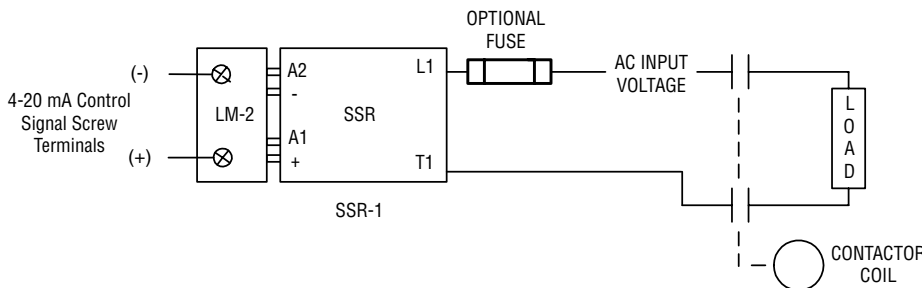 OPTIONAL
FUSE
(-)
4-20 mA Control
Signal Screw
Terminals
(+)
LM-2
A2
-
A1
+
SSR
L1
T1
SSR-1
AC INPUT
VOLTAGE
LOAD
CONTACTOR
COIL